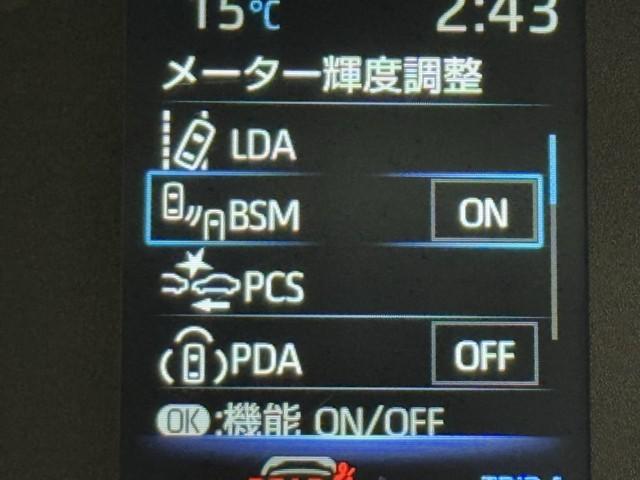 15℃ 2:43
メーター輝度調整
LDA
BSM ON
PCS
PDA OFF
OK:機能 ON/OFF